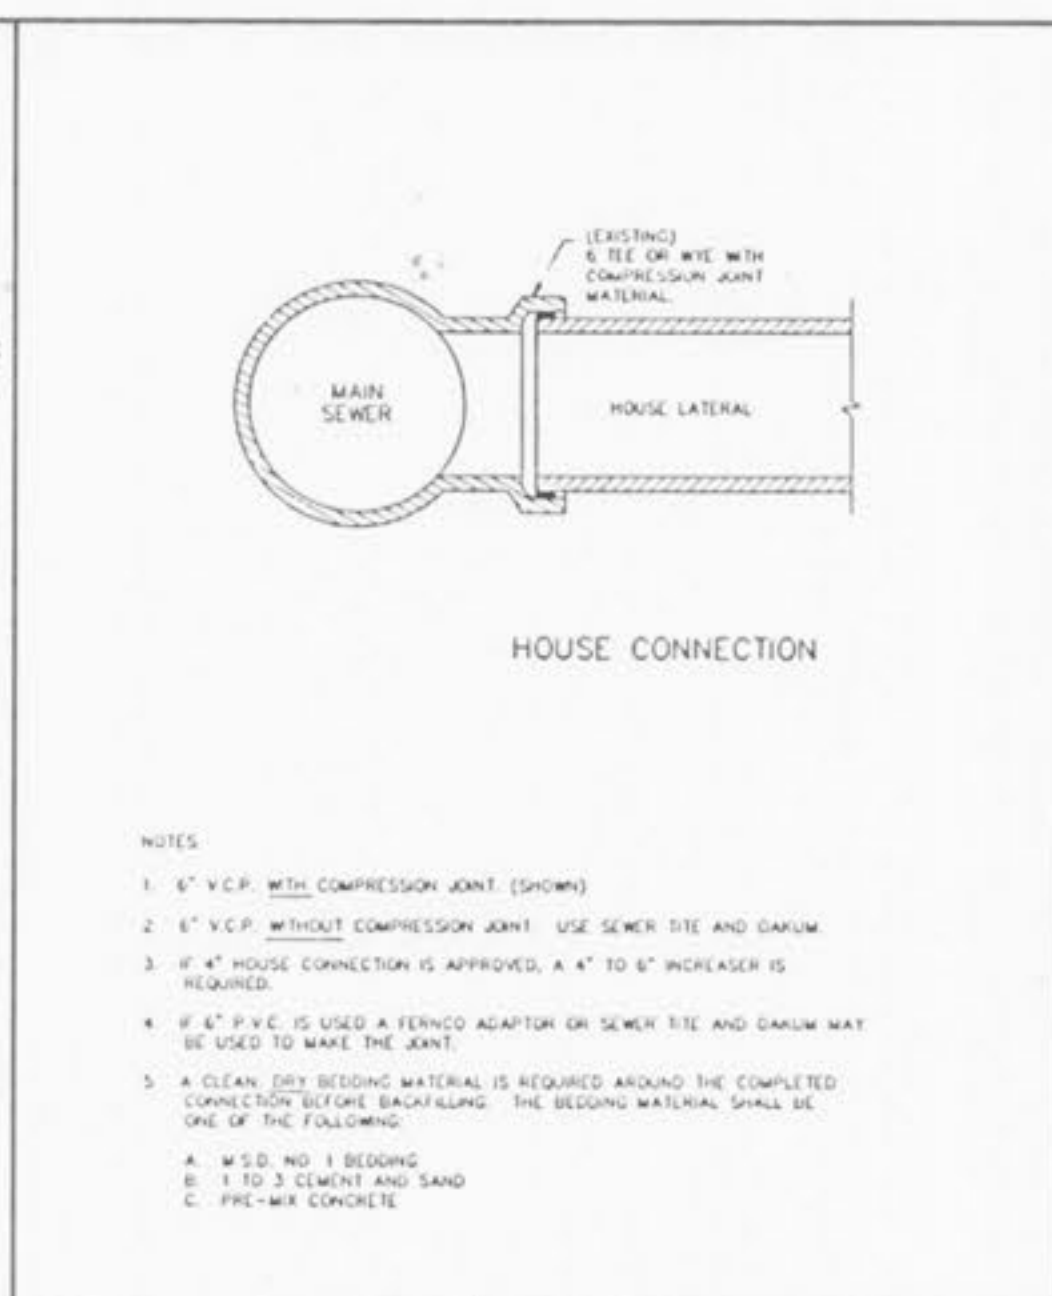 (EXISTING)
6 TEE OR WYE WITH
COMPRESSION JOINT
MATERIAL.
MAIN
SEWER
HOUSE LATERAL
HOUSE CONNECTION
NOTES
1. 6" V.C.P. WITH COMPRESSION JOINT. (SHOWN)
2. 6" V.C.P. WITHOUT COMPRESSION JOINT. USE SEWER TITE AND OAKUM.
3. IF 4" HOUSE CONNECTION IS APPROVED, A 4" TO 6" INCREASER IS
REQUIRED.
4. IF 6" P.V.C. IS USED A FERNCO ADAPTOR OR SEWER TITE AND OAKUM MAY
BE USED TO MAKE THE JOINT.
5. A CLEAN, DRY BEDDING MATERIAL IS REQUIRED AROUND THE COMPLETED
CONNECTION BEFORE BACKFILLING. THE BEDDING MATERIAL SHALL BE
ONE OF THE FOLLOWING:
A. M.S.D. NO. 1 BEDDING
B. 1 TO 3 CEMENT AND SAND
C. PRE-MIX CONCRETE